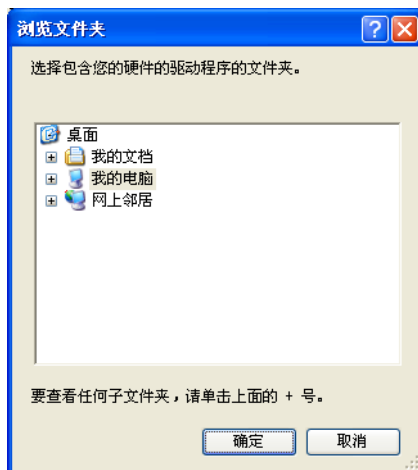 浏览文件夹
选择包含您的硬件的驱动程序的文件夹。
桌面
我的文档
我的电脑
网上邻居
要查看任何子文件夹，请单击上面的 + 号。
确定 取消